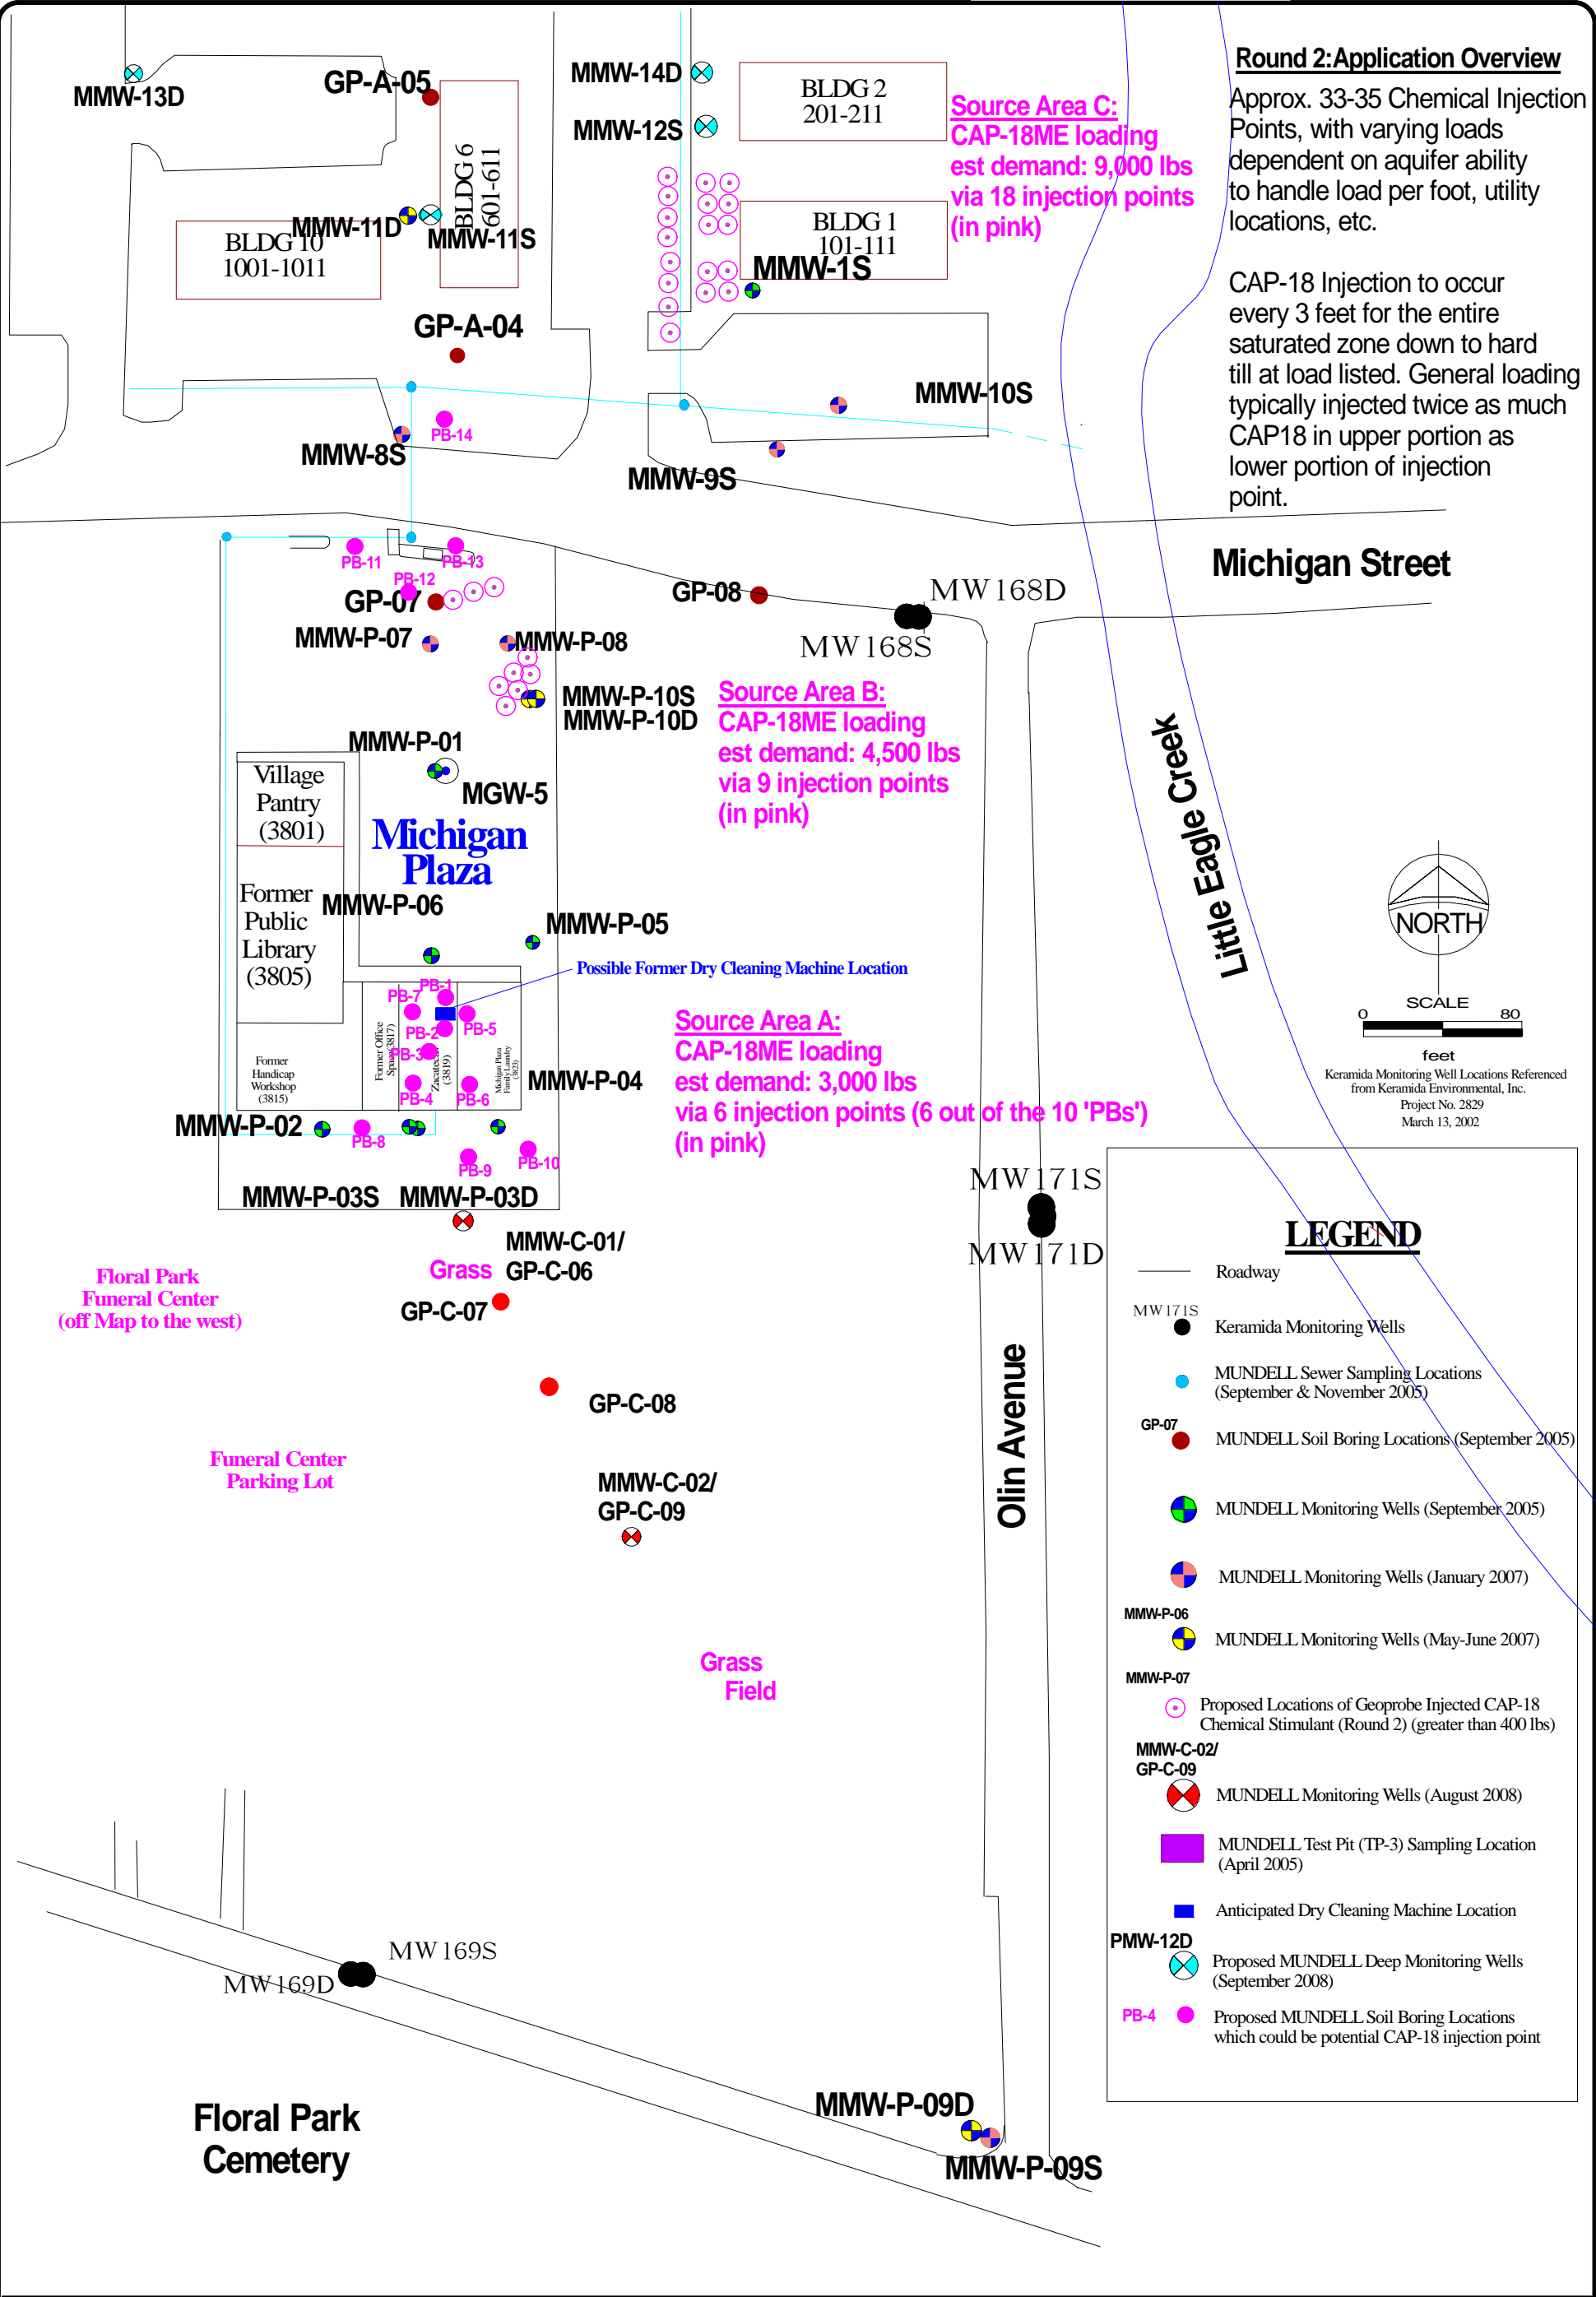 Round 2:Application Overview
Approx. 33-35 Chemical Injection
Points, with varying loads
dependent on aquifer ability
to handle load per foot, utility
locations, etc.
CAP-18 Injection to occur
every 3 feet for the entire
saturated zone down to hard
till at load listed. General loading
typically injected twice as much
CAP18 in upper portion as
lower portion of injection
point.
MMW-13D
GP-A-05
MMW-14D
MMW-12S
BLDG 2
201-211
Source Area C:
CAP-18ME loading
est demand: 9,000 lbs
via 18 injection points
(in pink)
BLDG 6
601-611
MMW-11D
MMW-11S
BLDG 10
1001-1011
BLDG 1
101-111
MMW-1S
GP-A-04
MMW-10S
PB-14
MMW-8S
MMW-9S
Michigan Street
PB-11
PB-13
PB-12
GP-07
GP-08
MW168D
MW168S
MMW-P-07
MMW-P-08
MMW-P-10S
MMW-P-10D
Source Area B:
CAP-18ME loading
est demand: 4,500 lbs
via 9 injection points
(in pink)
MMW-P-01
MGW-5
Village
Pantry
(3801)
Michigan
Plaza
Little Eagle Creek
Former
Public
Library
(3805)
MMW-P-06
MMW-P-05
NORTH
Possible Former Dry Cleaning Machine Location
PB-1
PB-7
PB-2
PB-5
PB-3
PB-4
PB-6
Former Office
Space(3817)
Zacatecas
(3819)
Michigan Plaza
Family Laundry
(3823)
Former
Handicap
Workshop
(3815)
MMW-P-04
Source Area A:
CAP-18ME loading
est demand: 3,000 lbs
via 6 injection points (6 out of the 10 'PBs')
(in pink)
SCALE
0 80
feet
Keramida Monitoring Well Locations Referenced
from Keramida Environmental, Inc.
Project No. 2829
March 13, 2002
MMW-P-02
PB-8
PB-9
PB-10
MMW-P-03S
MMW-P-03D
MW171S
MW171D
MMW-C-01/
GP-C-06
Grass
GP-C-07
Floral Park
Funeral Center
(off Map to the west)
GP-C-08
Funeral Center
Parking Lot
MMW-C-02/
GP-C-09
Olin Avenue
Grass
Field
LEGEND
Roadway
MW171S
Keramida Monitoring Wells
MUNDELL Sewer Sampling Locations
(September & November 2005)
GP-07
MUNDELL Soil Boring Locations (September 2005)
MUNDELL Monitoring Wells (September 2005)
MUNDELL Monitoring Wells (January 2007)
MMW-P-06
MUNDELL Monitoring Wells (May-June 2007)
MMW-P-07
Proposed Locations of Geoprobe Injected CAP-18
Chemical Stimulant (Round 2) (greater than 400 lbs)
MMW-C-02/
GP-C-09
MUNDELL Monitoring Wells (August 2008)
MUNDELL Test Pit (TP-3) Sampling Location
(April 2005)
Anticipated Dry Cleaning Machine Location
PMW-12D
Proposed MUNDELL Deep Monitoring Wells
(September 2008)
PB-4
Proposed MUNDELL Soil Boring Locations
which could be potential CAP-18 injection point
MW169S
MW169D
Floral Park
Cemetery
MMW-P-09D
MMW-P-09S